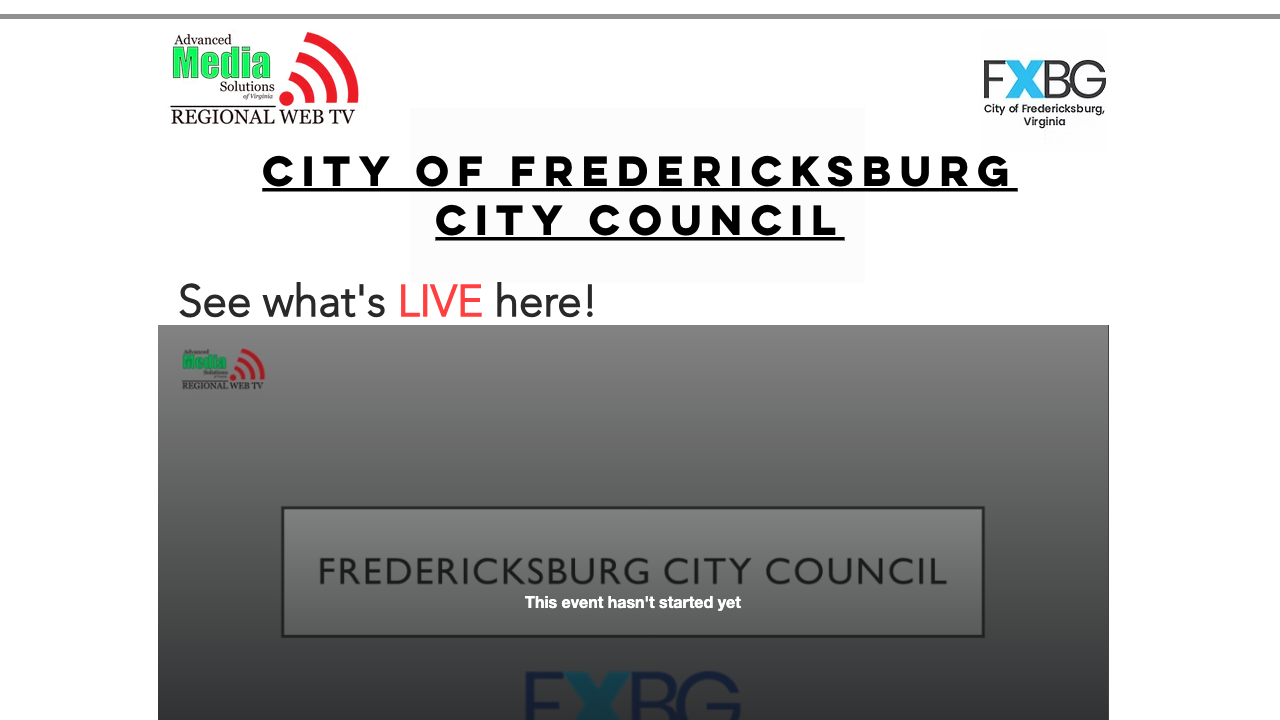 Advanced
Media
Solutions
of Virginia
REGIONAL WEB TV
FXBG
City of Fredericksburg,
Virginia
CITY OF FREDERICKSBURG
CITY COUNCIL
See what's LIVE here!
Advanced
Media
Solutions
of Virginia
REGIONAL WEB TV
FREDERICKSBURG CITY COUNCIL
This event hasn't started yet
FXBG